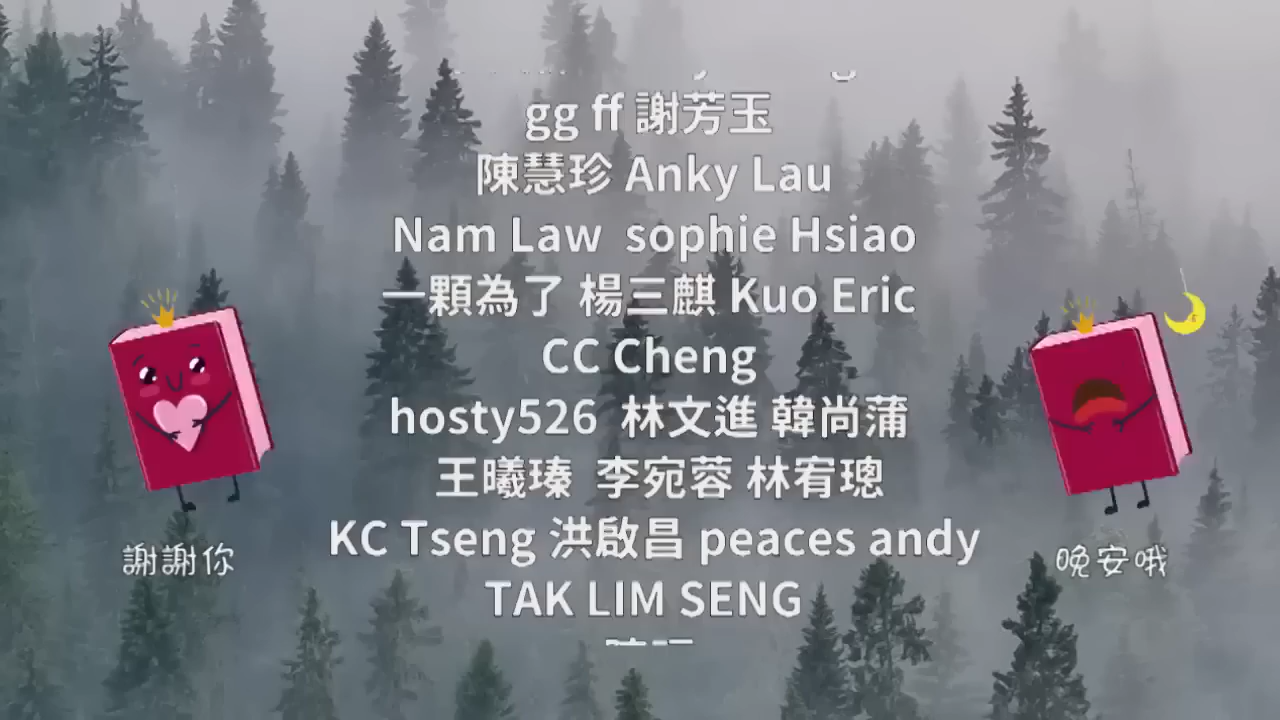 gg ff 謝芳玉
陳慧珍 Anky Lau
Nam Law sophie Hsiao
一顆為了 楊三麒 Kuo Eric
CC Cheng
hosty526 林文進 韓尚蒲
王曦瑧 李宛蓉 林宥璁
KC Tseng 洪啟昌 peaces andy
TAK LIM SENG
謝謝你
晚安哦